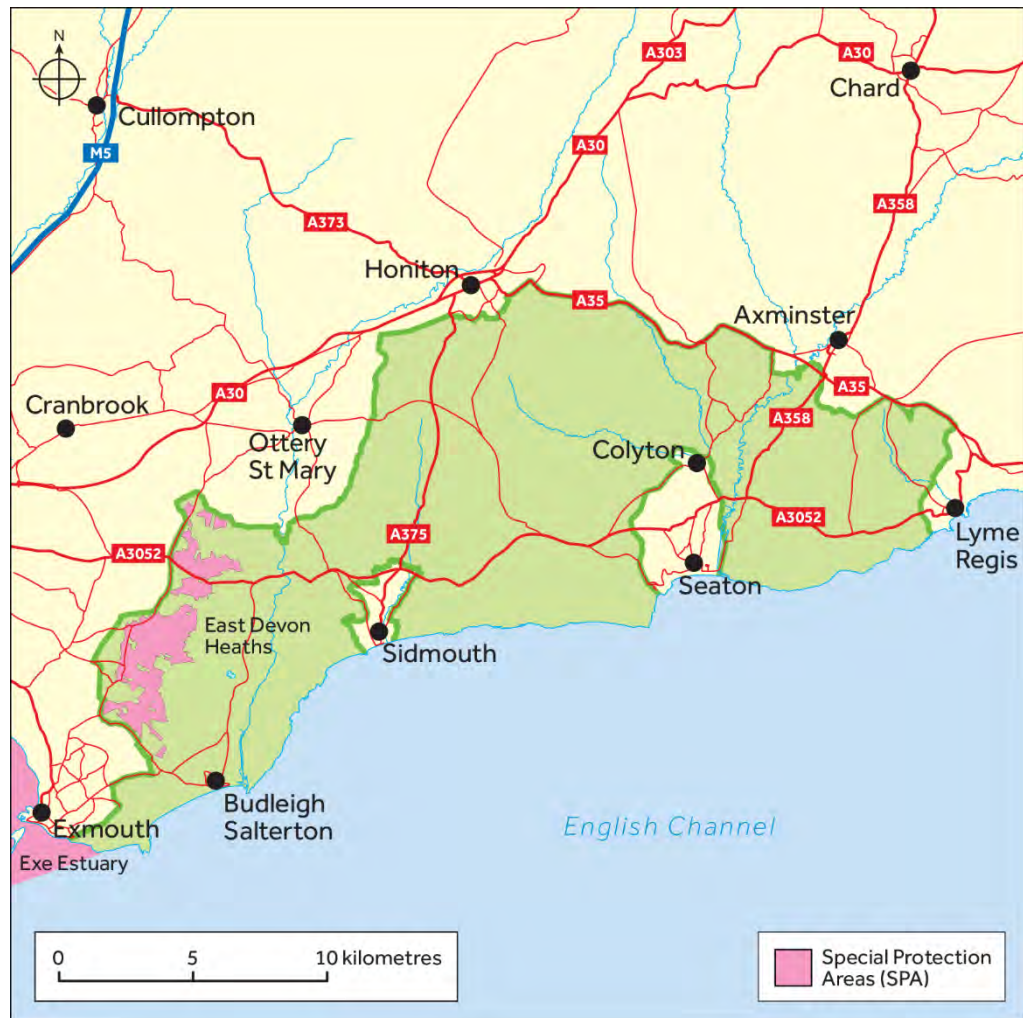 N
A303
A30
Chard
Cullompton
M5
A30
A358
A373
Honiton
A35
Axminster
A35
A30
Cranbrook
Ottery
St Mary
A358
Colyton
A3052
A375
A3052
Lyme
Regis
Seaton
East Devon
Heaths
Sidmouth
Budleigh
Salterton
Exmouth
English Channel
Exe Estuary
0 5 10 kilometres
Special Protection
Areas (SPA)